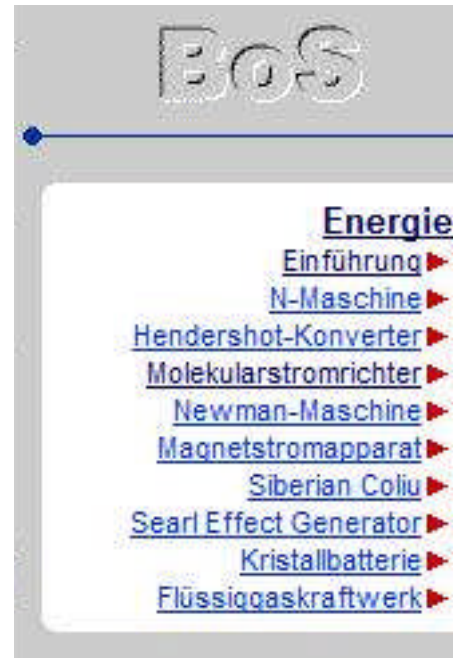 BoS
Energie
Einführung
N-Maschine
Hendershot-Konverter
Molekularstromrichter
Newman-Maschine
Magnetstromapparat
Siberian Coliu
Searl Effect Generator
Kristallbatterie
Flüssiggaskraftwerk